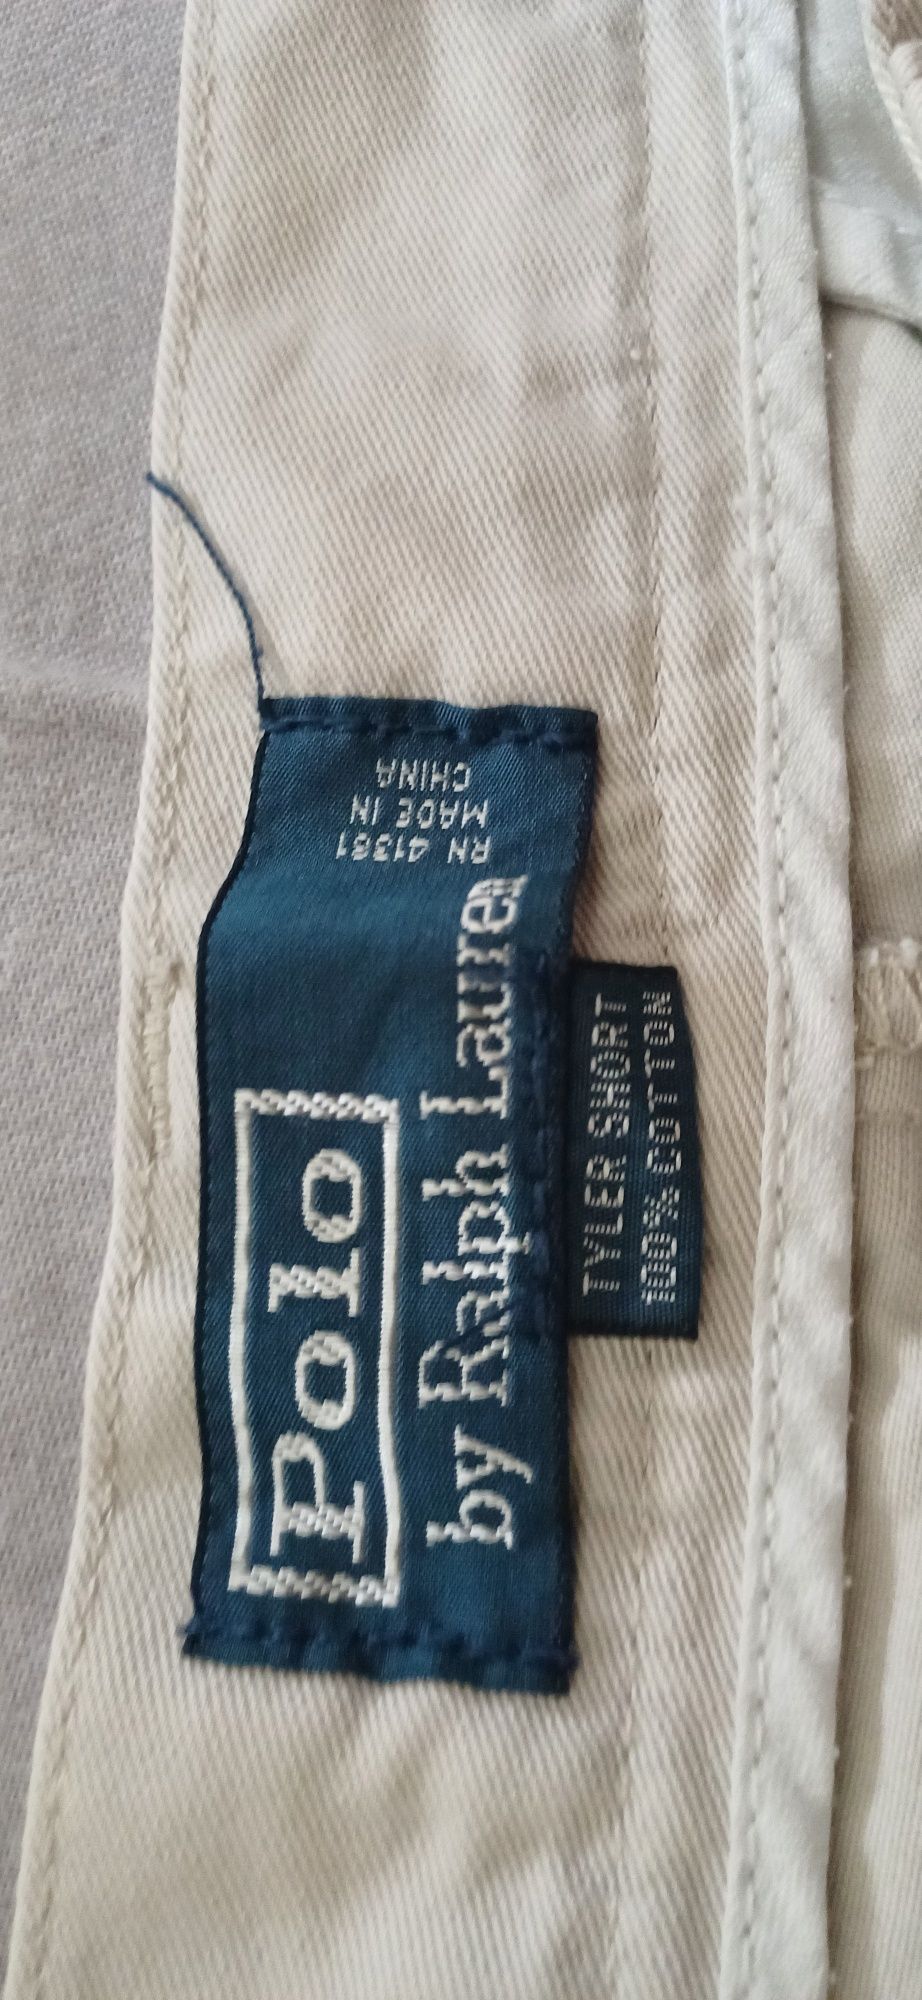 Polo
by Ralph Lauren
RN 41381
MADE IN
CHINA
TYLER SHORT
100% COTTON